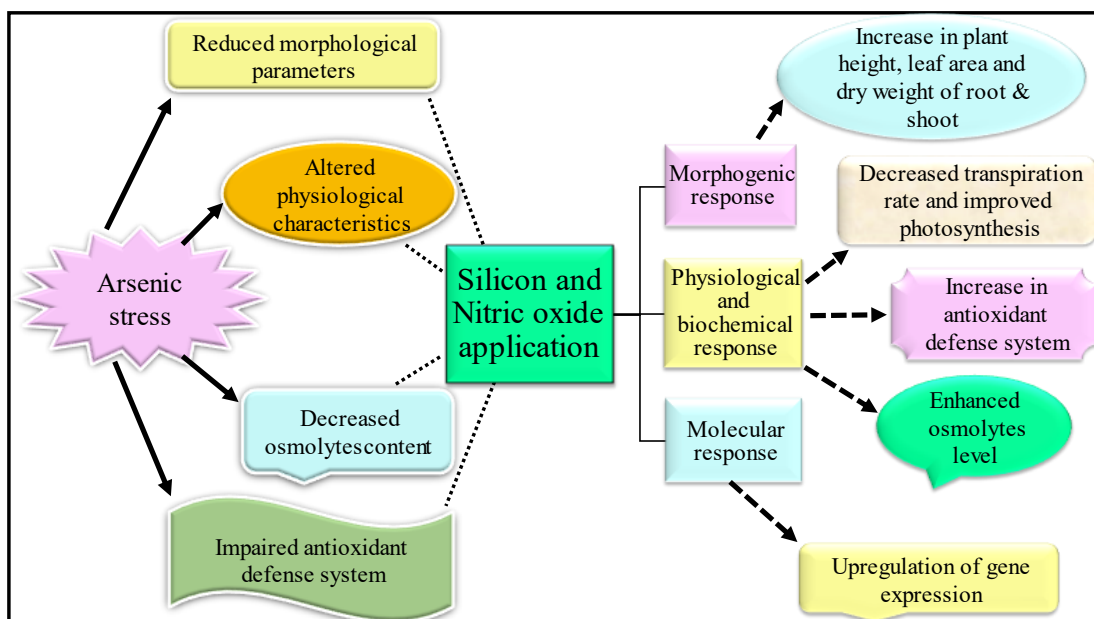 Reduced morphological
parameters
Altered
physiological
characteristics
Arsenic
stress
Decreased
osmolytescontent
Impaired antioxidant
defense system
Silicon and
Nitric oxide
application
Morphogenic
response
Physiological
and
biochemical
response
Molecular
response
Increase in
plant
height, leaf area and
dry weight of root &
shoot
Decreased transpiration
rate and improved
photosynthesis
Increase in
antioxidant
defense system
Enhanced
osmolytes
level
Upregulation of gene
expression